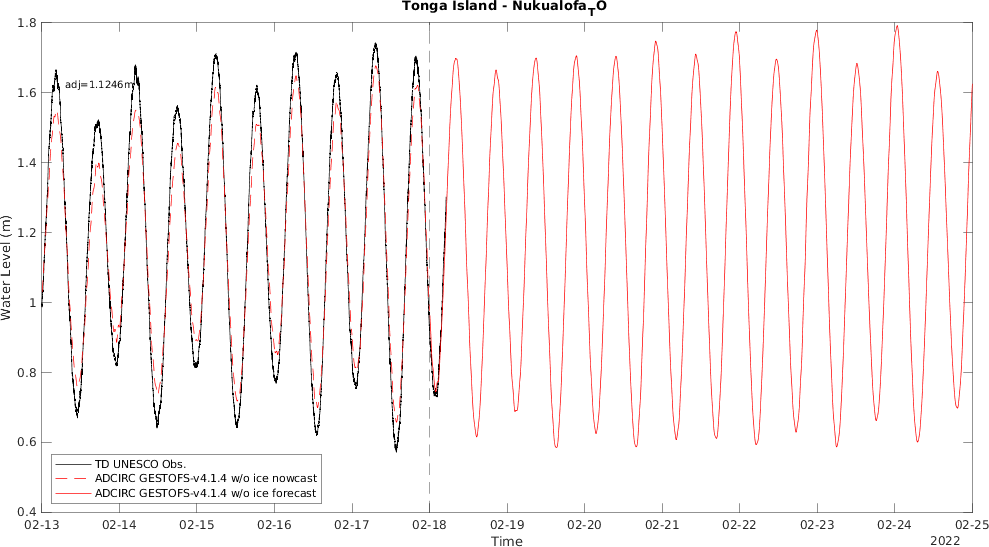 Tonga Island - Nukualofa_TO
1.8
adj=1.1246m
1.6
1.4
1.2
1
0.8
0.6
0.4
Water Level (m)
TD UNESCO Obs.
ADCIRC GESTOFS-v4.1.4 w/o ice nowcast
ADCIRC GESTOFS-v4.1.4 w/o ice forecast
02-13 02-14 02-15 02-16 02-17 02-18 02-19 02-20 02-21 02-22 02-23 02-24 02-25
Time
2022